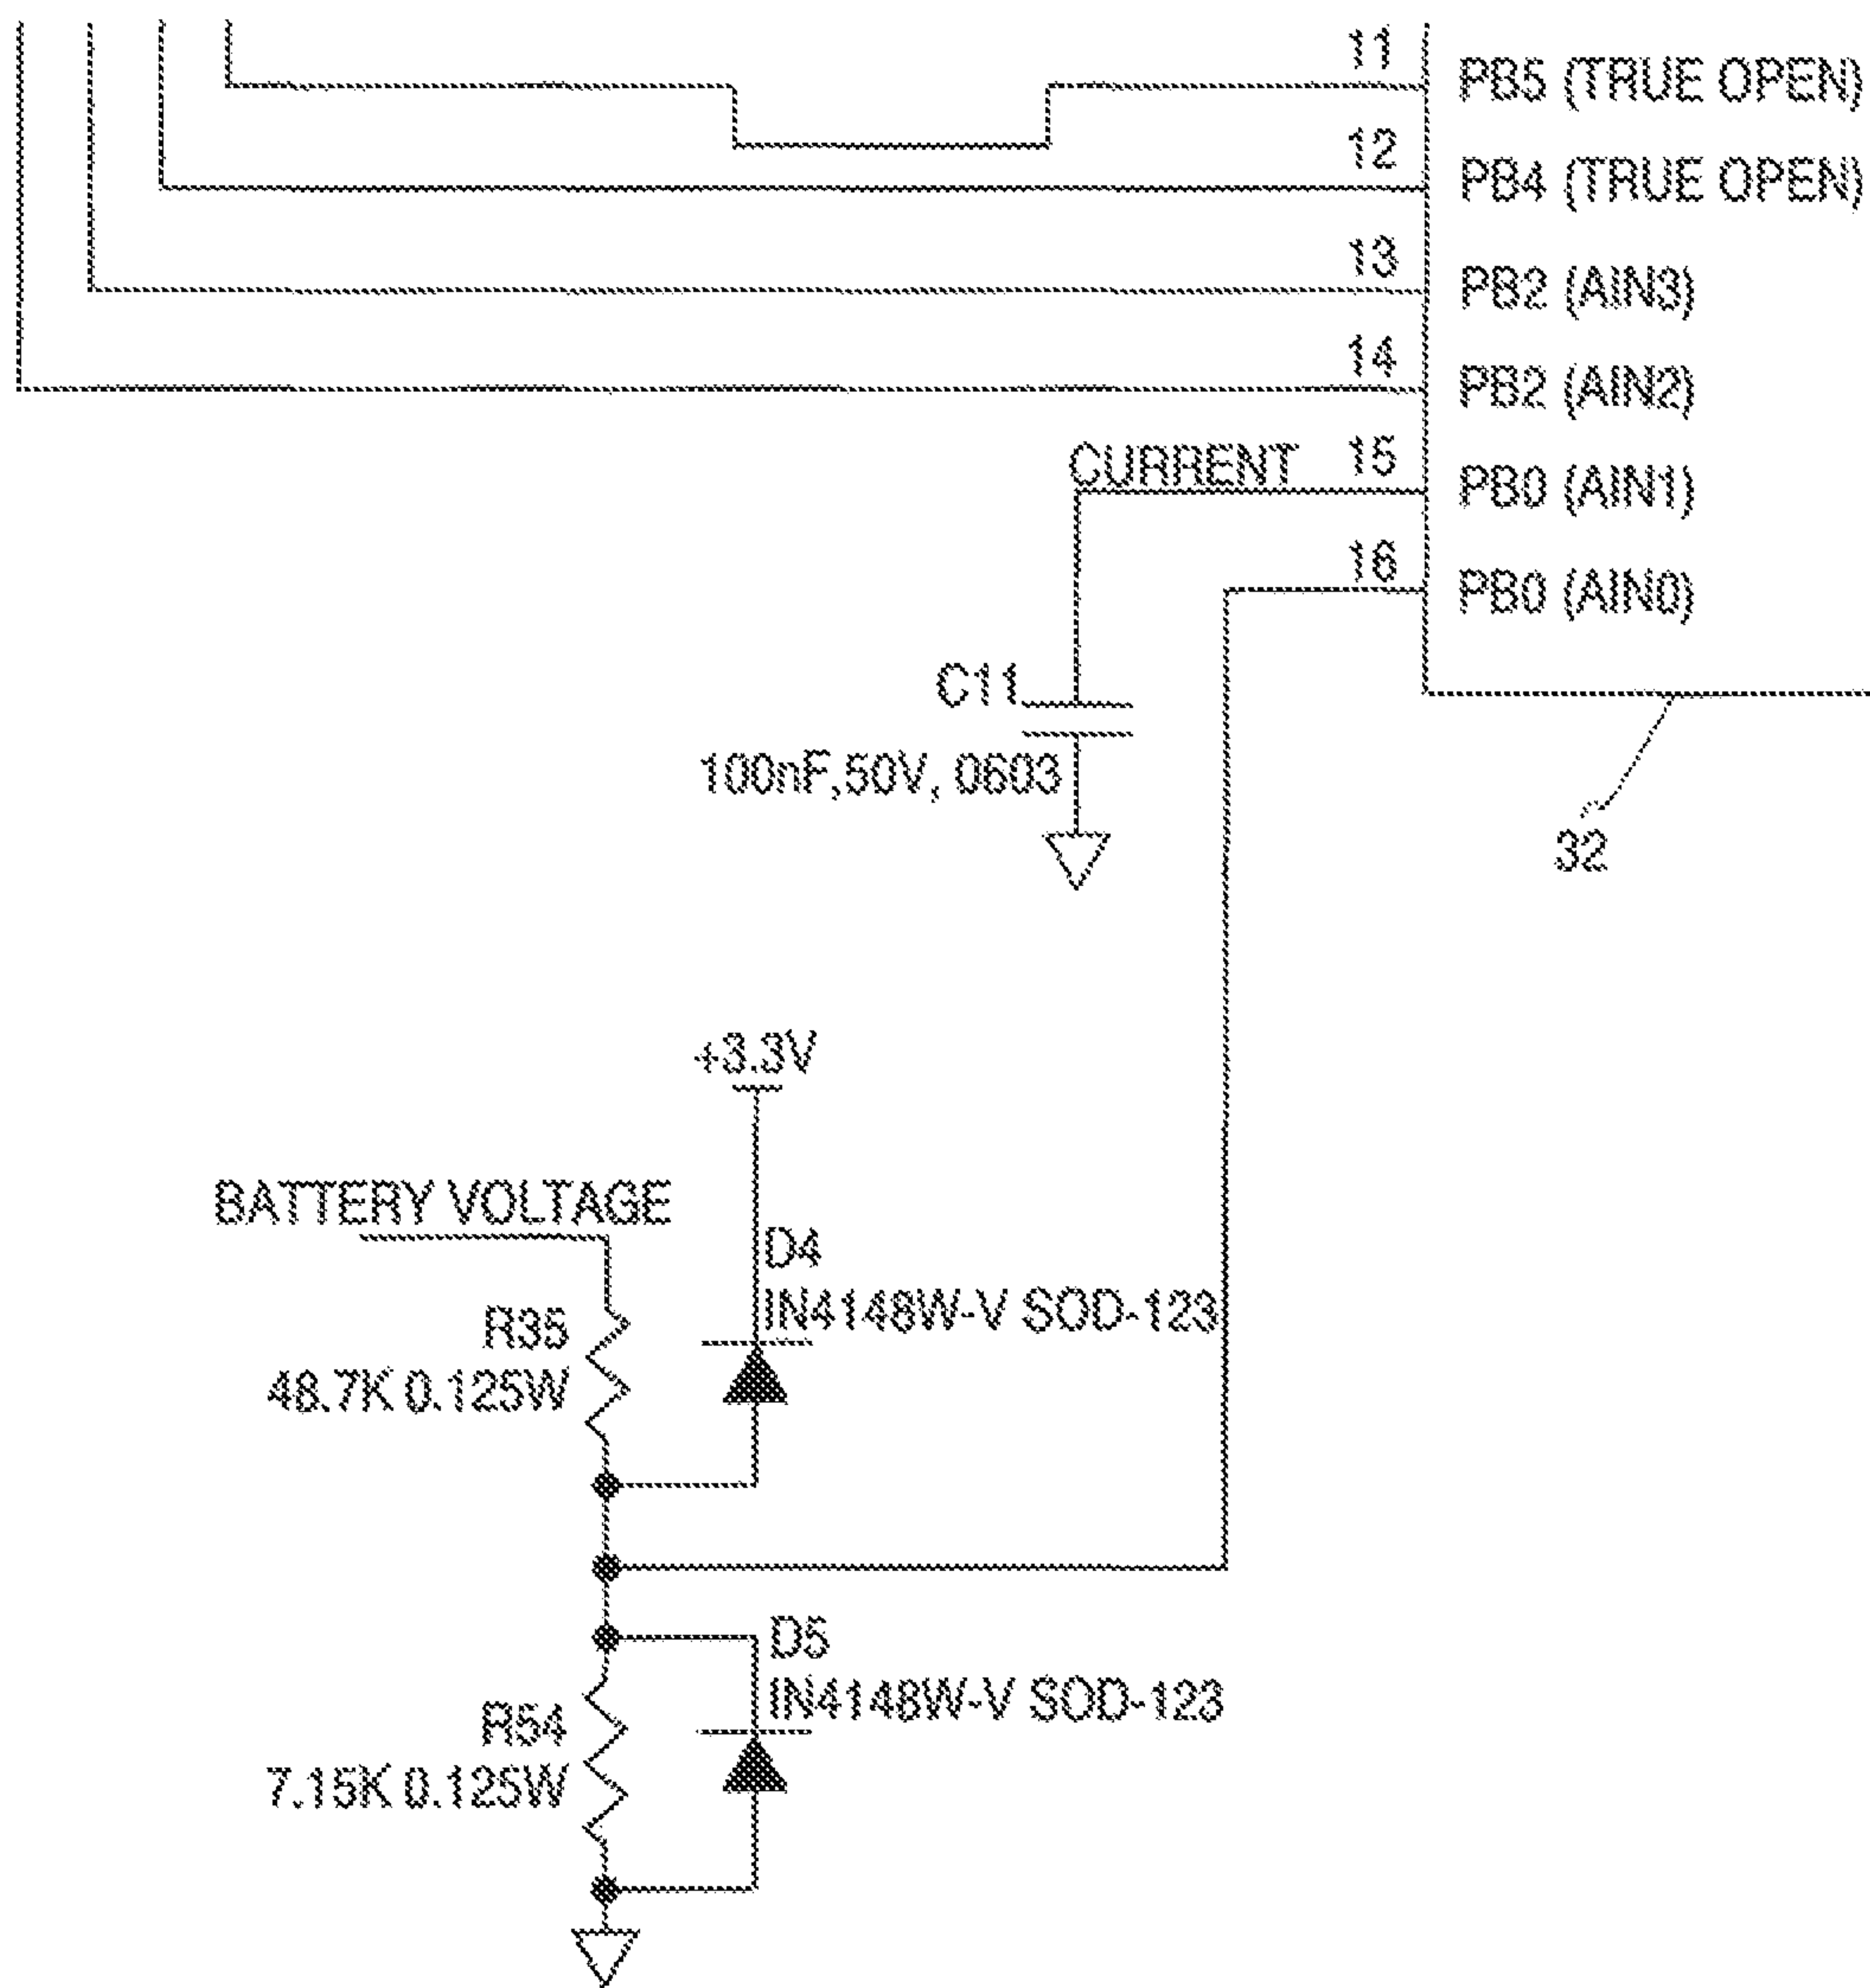 11
PB5 (TRUE OPEN)
12
PB4 (TRUE OPEN)
13
PB2 (AIN3)
14
PB2 (AIN2)
CURRENT 15
PB0 (AIN1)
16
PB0 (AIN0)
C11
100nF,50V, 0603
32
+3.3V
BATTERY VOLTAGE
D4
IN4148W-V SOD-123
R35
48.7K 0.125W
D5
IN4148W-V SOD-123
R54
7.15K 0.125W